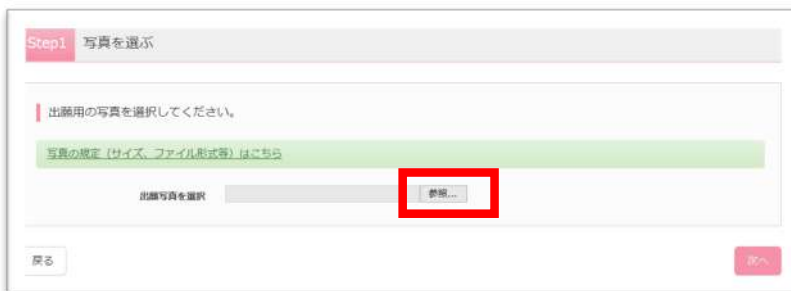 Step1 写真を選ぶ
出願用の写真を選択してください。
写真の規定（サイズ、ファイル形式等）はこちら
出願写真を選択 参照...
戻る 次へ